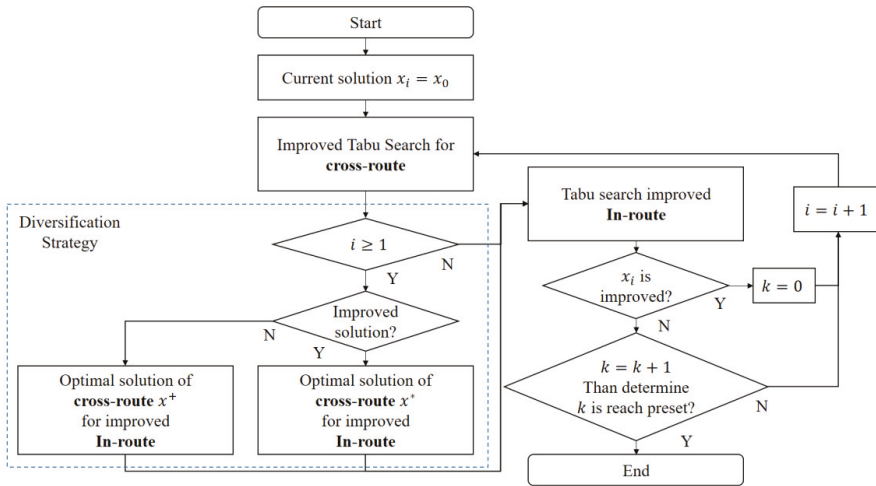 Start
Current solution x_i = x_0
Improved Tabu Search for
cross-route
Diversification
Strategy
i ≥ 1
N
Y
Improved
solution?
N
Y
Optimal solution of
cross-route x⁺
for improved
In-route
Optimal solution of
cross-route x*
for improved
In-route
Tabu search improved
In-route
i = i + 1
x_i is
improved?
Y
k = 0
N
k = k + 1
Than determine
k is reach preset?
N
Y
End